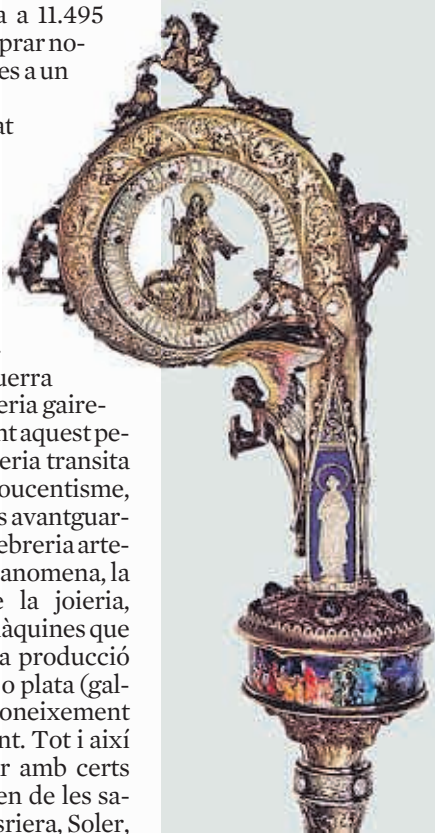 a a 11.495
prar no-
es a un
at
uerra
eria gaire-
nt aquest pe-
eria transita
oucentisme,
s avantguar-
ebreria arte-
anomena, la
e la joieria,
àquines que
a producció
o plata (gal-
oneixement
nt. Tot i així
r amb certs
en de les sa-
sriera, Soler,